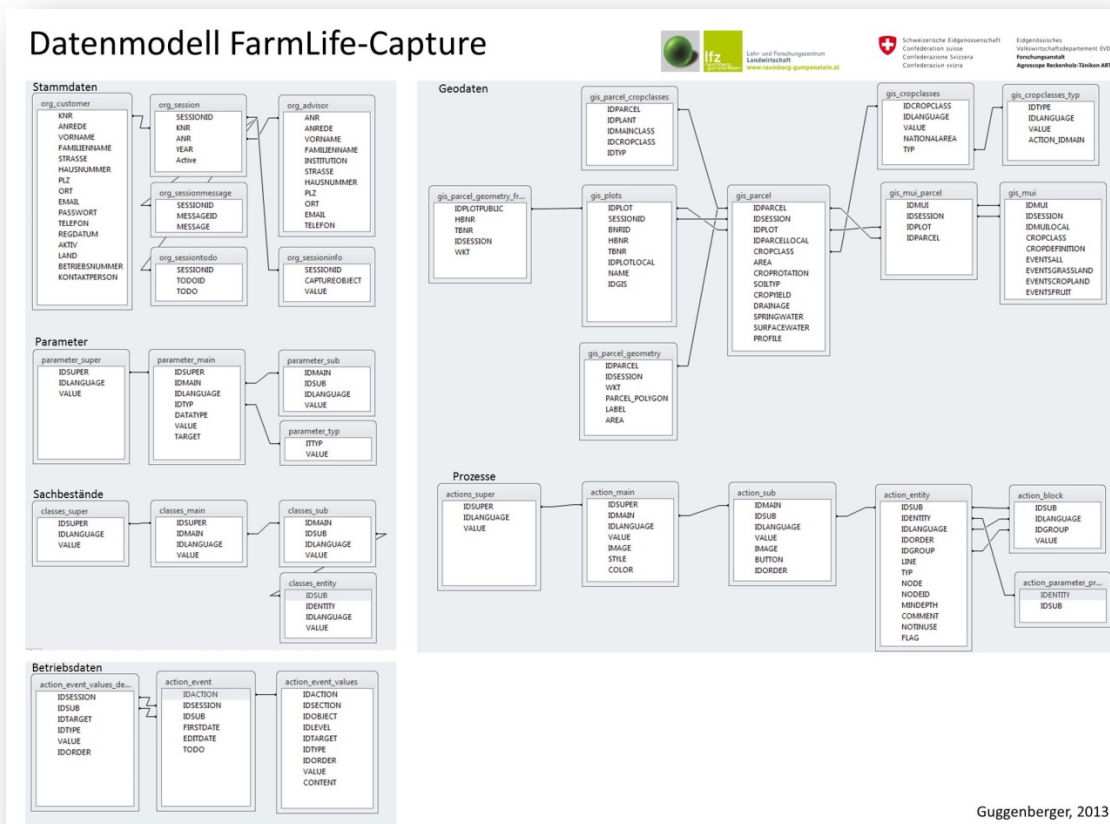 Datenmodell FarmLife-Capture
lfz
raumberg
gumpenstein
Lehr- und Forschungszentrum
Landwirtschaft
www.raumberg-gumpenstein.at
Schweizerische Eidgenossenschaft
Confédération suisse
Confederazione Svizzera
Confederaziun svizra
Eidgenössisches
Volkswirtschaftsdepartement EVD
Forschungsanstalt
Agroscope Reckenholz-Tänikon ART
Stammdaten
org_customer
KNR
ANREDE
VORNAME
FAMILIENNAME
STRASSE
HAUSNUMMER
PLZ
ORT
EMAIL
PASSWORT
TELEFON
REGDATUM
AKTIV
LAND
BETRIEBSNUMMER
KONTAKTPERSON
org_session
SESSIONID
KNR
ANR
YEAR
Active
org_advisor
ANR
ANREDE
VORNAME
FAMILIENNAME
INSTITUTION
STRASSE
HAUSNUMMER
PLZ
ORT
EMAIL
TELEFON
org_sessionmessage
SESSIONID
MESSAGEID
MESSAGE
org_sessiontodo
SESSIONID
TODOID
TODO
org_sessioninfo
SESSIONID
CAPTUREOBJECT
VALUE
Parameter
parameter_super
IDSUPER
IDLANGUAGE
VALUE
parameter_main
IDSUPER
IDMAIN
IDLANGUAGE
IDTYP
DATATYPE
VALUE
TARGET
parameter_sub
IDMAIN
IDSUB
IDLANGUAGE
VALUE
parameter_typ
ITTYP
VALUE
Sachbestände
classes_super
IDSUPER
IDLANGUAGE
VALUE
classes_main
IDSUPER
IDMAIN
IDLANGUAGE
VALUE
classes_sub
IDMAIN
IDSUB
IDLANGUAGE
VALUE
classes_entity
IDSUB
IDENTITY
IDLANGUAGE
VALUE
Betriebsdaten
action_event_values_de...
IDSESSION
IDSUB
IDTARGET
IDTYPE
VALUE
IDORDER
action_event
IDACTION
IDSESSION
IDSUB
FIRSTDATE
EDITDATE
TODO
action_event_values
IDACTION
IDSECTION
IDOBJECT
IDLEVEL
IDTARGET
IDTYPE
IDORDER
VALUE
CONTENT
Geodaten
gis_parcel_cropclasses
IDPARCEL
IDPLANT
IDMAINCLASS
IDCROPCLASS
IDTYP
gis_cropclasses
IDCROPCLASS
IDLANGUAGE
VALUE
NATIONALAREA
TYP
gis_cropclasses_typ
IDTYPE
IDLANGUAGE
VALUE
ACTION_IDMAIN
gis_parcel_geometry_fr...
IDPLOTPUBLIC
HBNR
TBNR
IDSESSION
WKT
gis_plots
IDPLOT
SESSIONID
BNRID
HBNR
TBNR
IDPLOTLOCAL
NAME
IDGIS
gis_parcel
IDPARCEL
IDSESSION
IDPLOT
IDPARCELLOCAL
CROPCLASS
AREA
CROPROTATION
SOILTYP
CROPYIELD
DRAINAGE
SPRINGWATER
SURFACEWATER
PROFILE
gis_mui_parcel
IDMUI
IDSESSION
IDPLOT
IDPARCEL
gis_mui
IDMUI
IDSESSION
IDMUILOCAL
CROPCLASS
CROPDEFINITION
EVENTSALL
EVENTSGRASSLAND
EVENTSCROPLAND
EVENTSFRUIT
gis_parcel_geometry
IDPARCEL
IDSESSION
WKT
PARCEL_POLYGON
LABEL
AREA
Prozesse
actions_super
IDSUPER
IDLANGUAGE
VALUE
action_main
IDSUPER
IDMAIN
IDLANGUAGE
VALUE
IMAGE
STYLE
COLOR
action_sub
IDMAIN
IDSUB
IDLANGUAGE
VALUE
IMAGE
BUTTON
IDORDER
action_entity
IDSUB
IDENTITY
IDLANGUAGE
IDORDER
IDGROUP
LINE
TYP
NODE
NODEID
MINDEPTH
COMMENT
NOTINUSE
FLAG
action_block
IDSUB
IDLANGUAGE
IDGROUP
VALUE
action_parameter_pr...
IDENTITY
IDSUB
Guggenberger, 2013